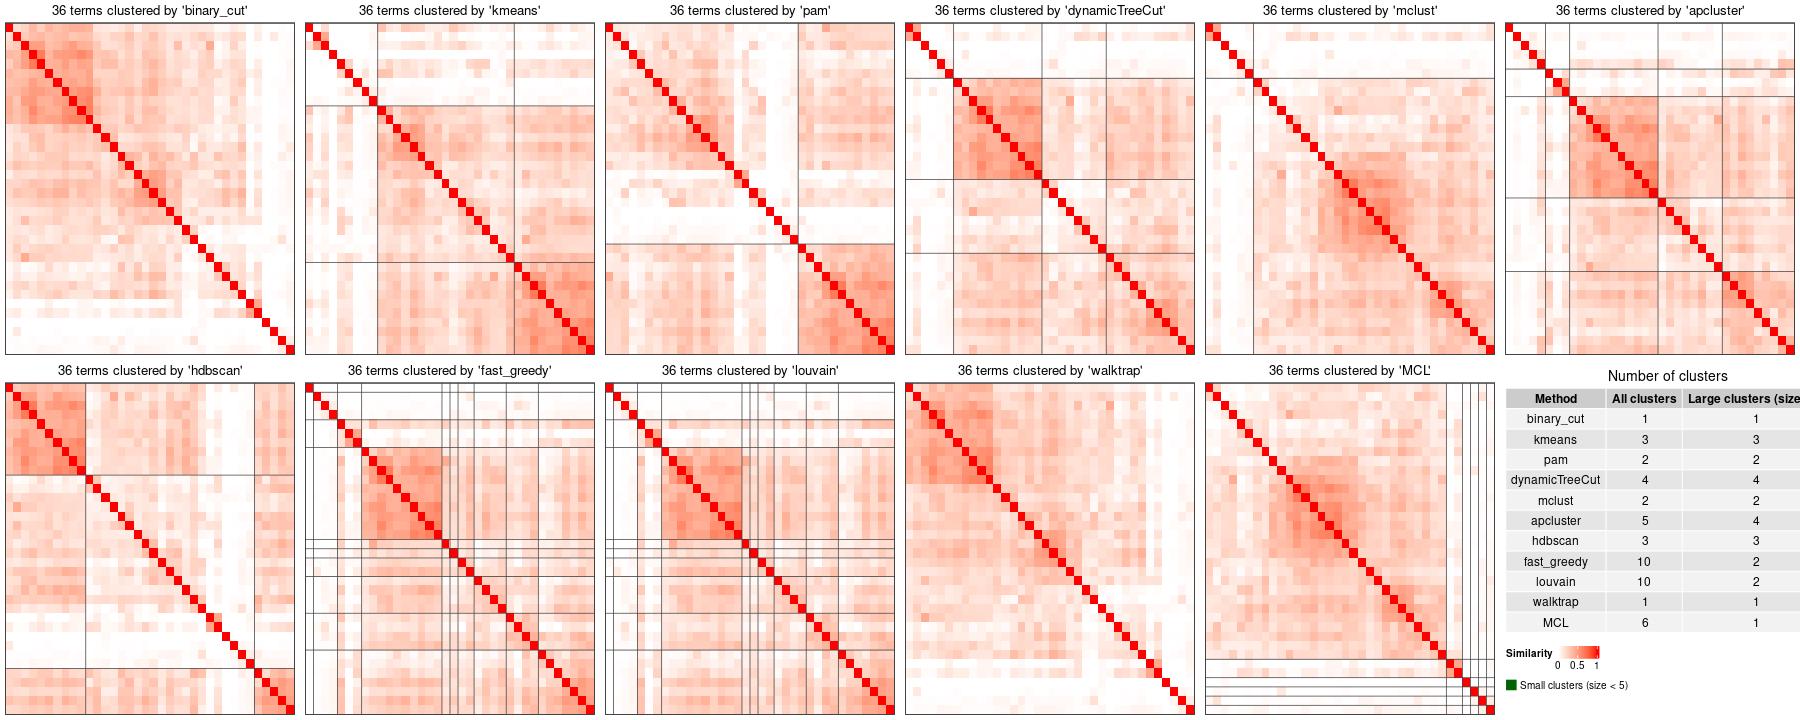 36 terms clustered by 'binary_cut'
36 terms clustered by 'kmeans'
36 terms clustered by 'pam'
36 terms clustered by 'dynamicTreeCut'
36 terms clustered by 'mclust'
36 terms clustered by 'apcluster'
36 terms clustered by 'hdbscan'
36 terms clustered by 'fast_greedy'
36 terms clustered by 'louvain'
36 terms clustered by 'walktrap'
36 terms clustered by 'MCL'
Number of clusters
Method All clusters Large clusters (size
binary_cut 1 1
kmeans 3 3
pam 2 2
dynamicTreeCut 4 4
mclust 2 2
apcluster 5 4
hdbscan 3 3
fast_greedy 10 2
louvain 10 2
walktrap 1 1
MCL 6 1
Similarity
0 0.5 1
Small clusters (size < 5)